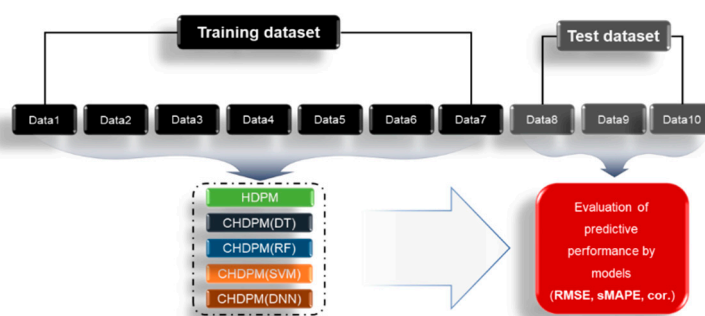 Training dataset
Test dataset
Data1 Data2 Data3 Data4 Data5 Data6 Data7 Data8 Data9 Data10
HDPM
CHDPM(DT)
CHDPM(RF)
CHDPM(SVM)
CHDPM(DNN)
Evaluation of
predictive
performance by
models
(RMSE, sMAPE, cor.)